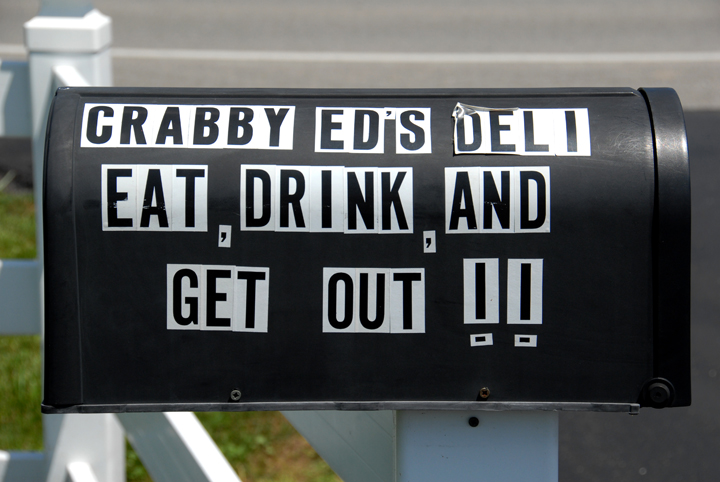 CRABBY ED'S DELI
EAT, DRINK, AND
GET OUT !!